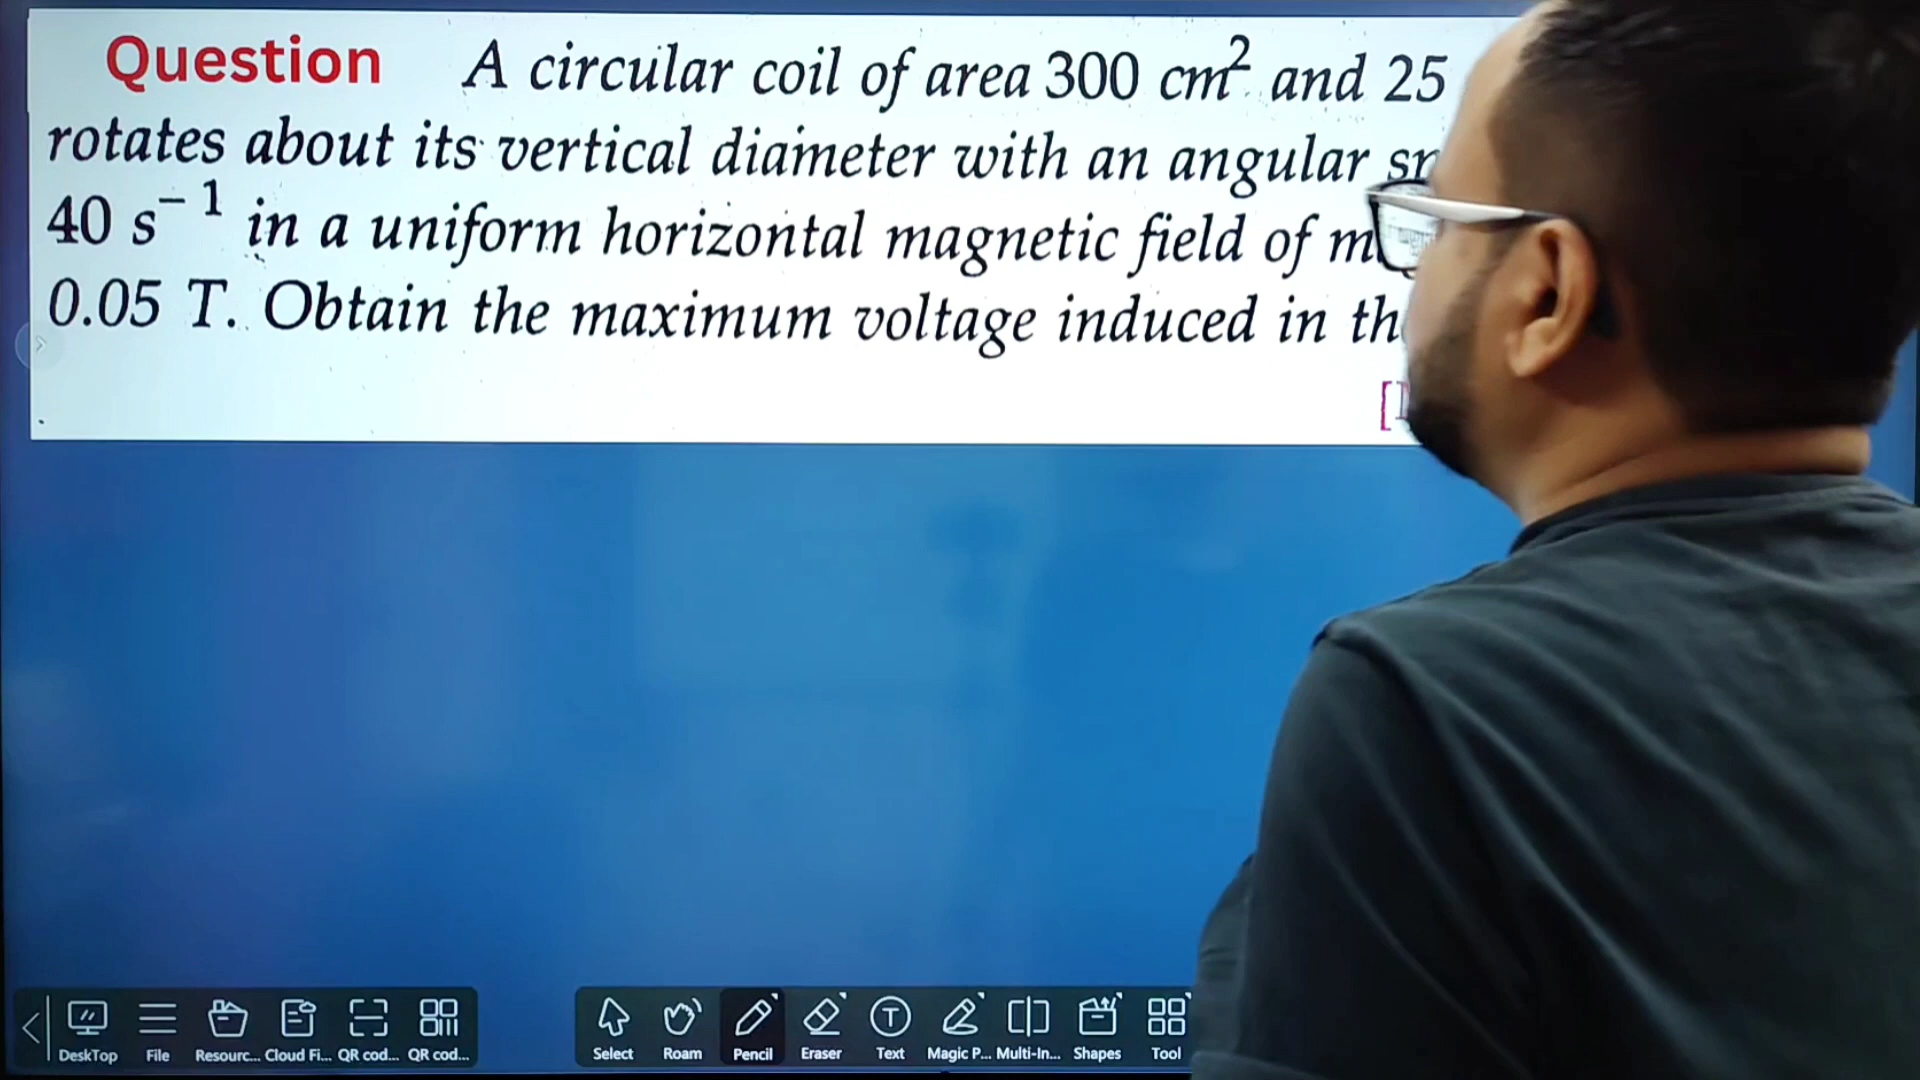 Question A circular coil of area 300 cm² and 25
rotates about its vertical diameter with an angular
40 s⁻¹ in a uniform horizontal magnetic field of
0.05 T. Obtain the maximum voltage induced in
DeskTop File Resourc... Cloud Fi... QR cod... QR cod... Select Roam Pencil Eraser Text Magic P... Multi-In... Shapes Tool